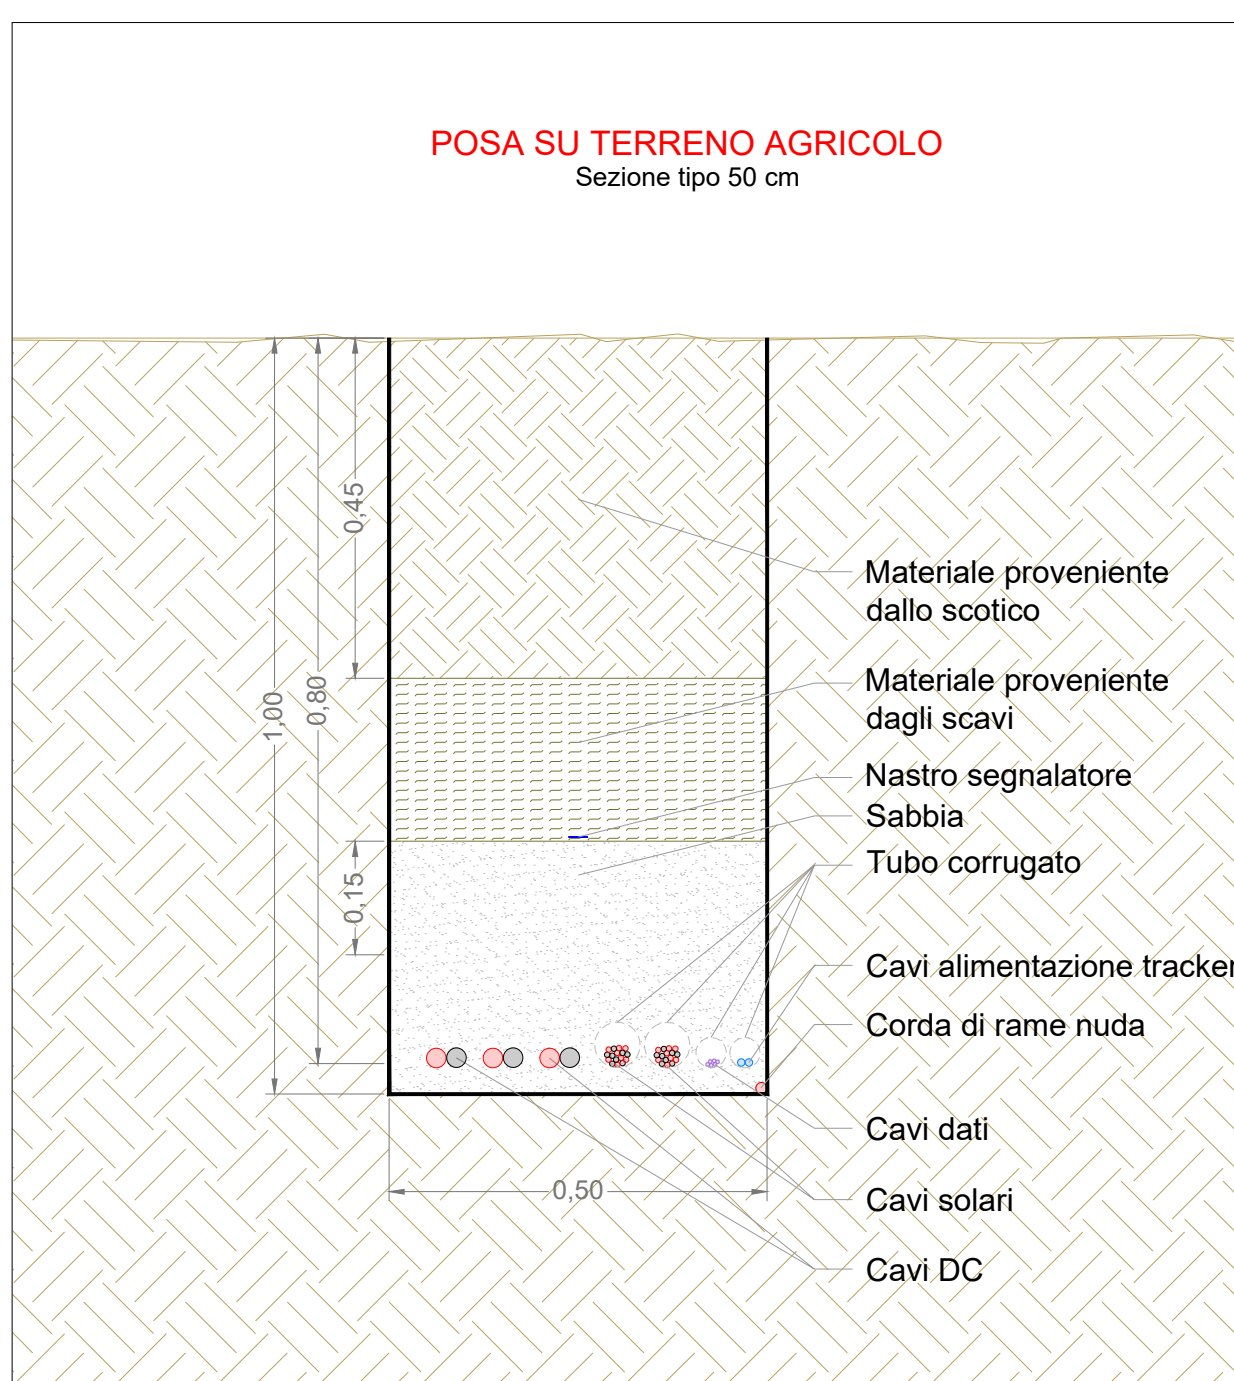 POSA SU TERRENO AGRICOLO
Sezione tipo 50 cm
0,45
Materiale proveniente
dallo scotico
0,80
1,00
Materiale proveniente
dagli scavi
Nastro segnalatore
Sabbia
Tubo corrugato
0,15
Cavi alimentazione tracker
Corda di rame nuda
Cavi dati
0,50
Cavi solari
Cavi DC